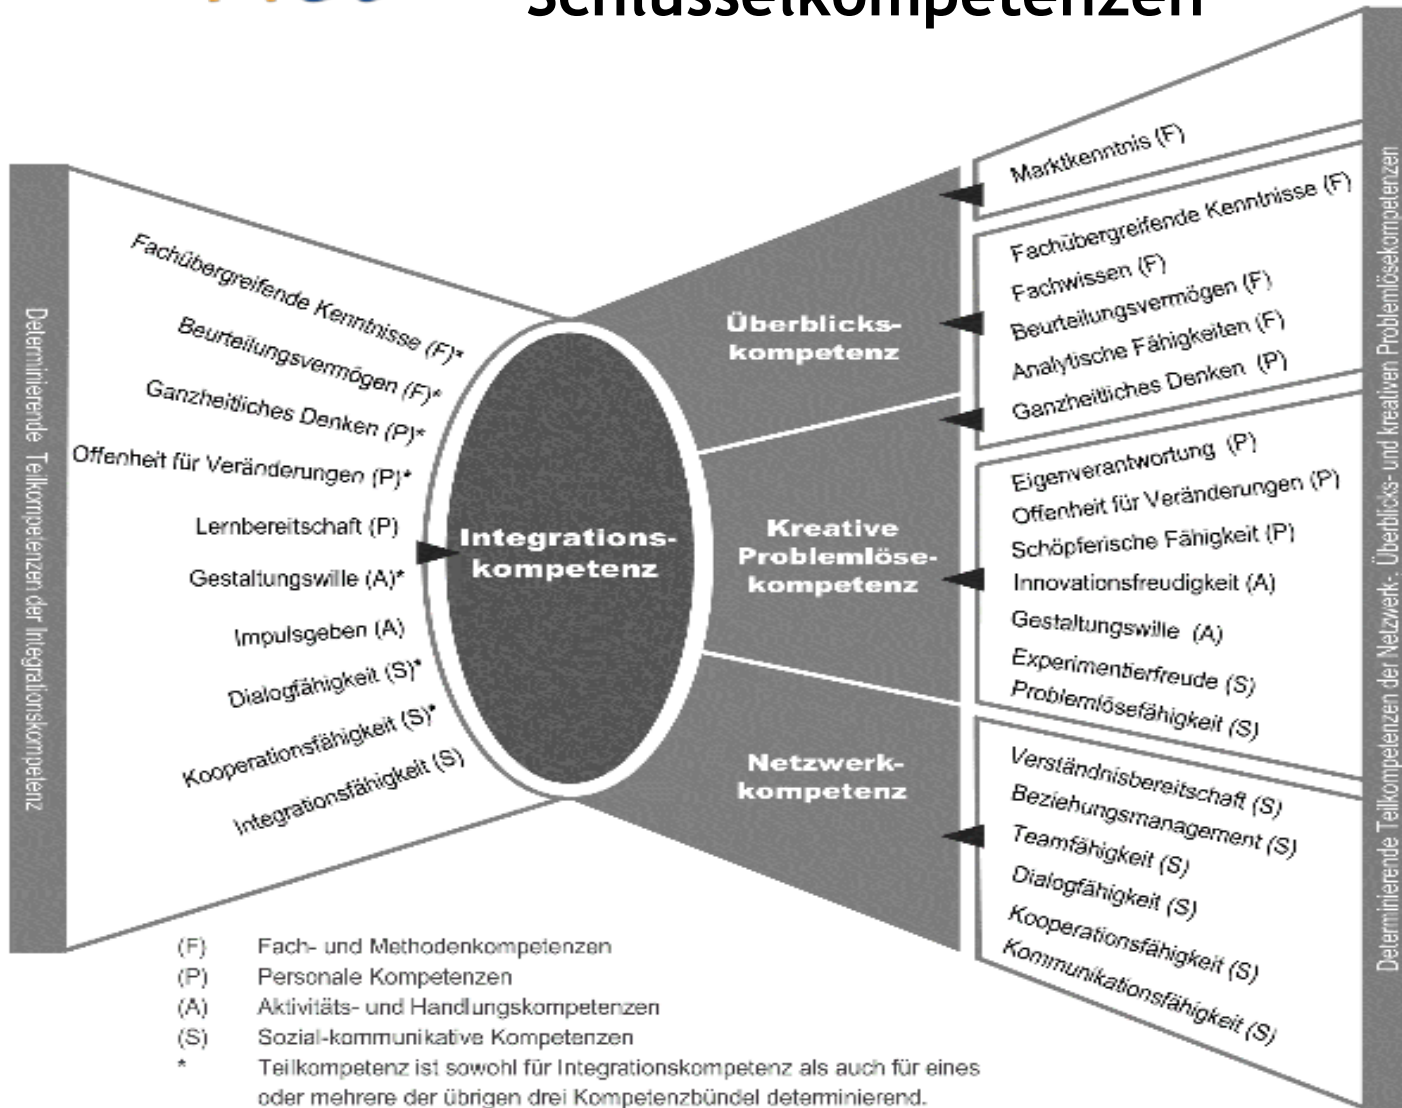 Schlüsselkompetenzen
Determinierende Teilkompetenzen der Integrationskompetenz
Fachübergreifende Kenntnisse (F)*
Beurteilungsvermögen (F)*
Ganzheitliches Denken (P)*
Offenheit für Veränderungen (P)*
Lernbereitschaft (P)
Gestaltungswille (A)*
Impulsgeben (A)
Dialogfähigkeit (S)*
Kooperationsfähigkeit (S)*
Integrationsfähigkeit (S)
Integrations-
kompetenz
Überblicks-
kompetenz
Kreative
Problemlöse-
kompetenz
Netzwerk-
kompetenz
Marktkenntnis (F)
Fachübergreifende Kenntnisse (F)
Fachwissen (F)
Beurteilungsvermögen (F)
Analytische Fähigkeiten (F)
Ganzheitliches Denken (P)
Eigenverantwortung (P)
Offenheit für Veränderungen (P)
Schöpferische Fähigkeit (P)
Innovationsfreudigkeit (A)
Gestaltungswille (A)
Experimentierfreude (S)
Problemlösefähigkeit (S)
Verständnisbereitschaft (S)
Beziehungsmanagement (S)
Teamfähigkeit (S)
Dialogfähigkeit (S)
Kooperationsfähigkeit (S)
Kommunikationsfähigkeit (S)
Determinierende Teilkompetenzen der Netzwerk-, Überblicks- und kreativen Problemlösekompetenzen
(F) Fach- und Methodenkompetenzen
(P) Personale Kompetenzen
(A) Aktivitäts- und Handlungskompetenzen
(S) Sozial-kommunikative Kompetenzen
* Teilkompetenz ist sowohl für Integrationskompetenz als auch für eines
oder mehrere der übrigen drei Kompetenzbündel determinierend.